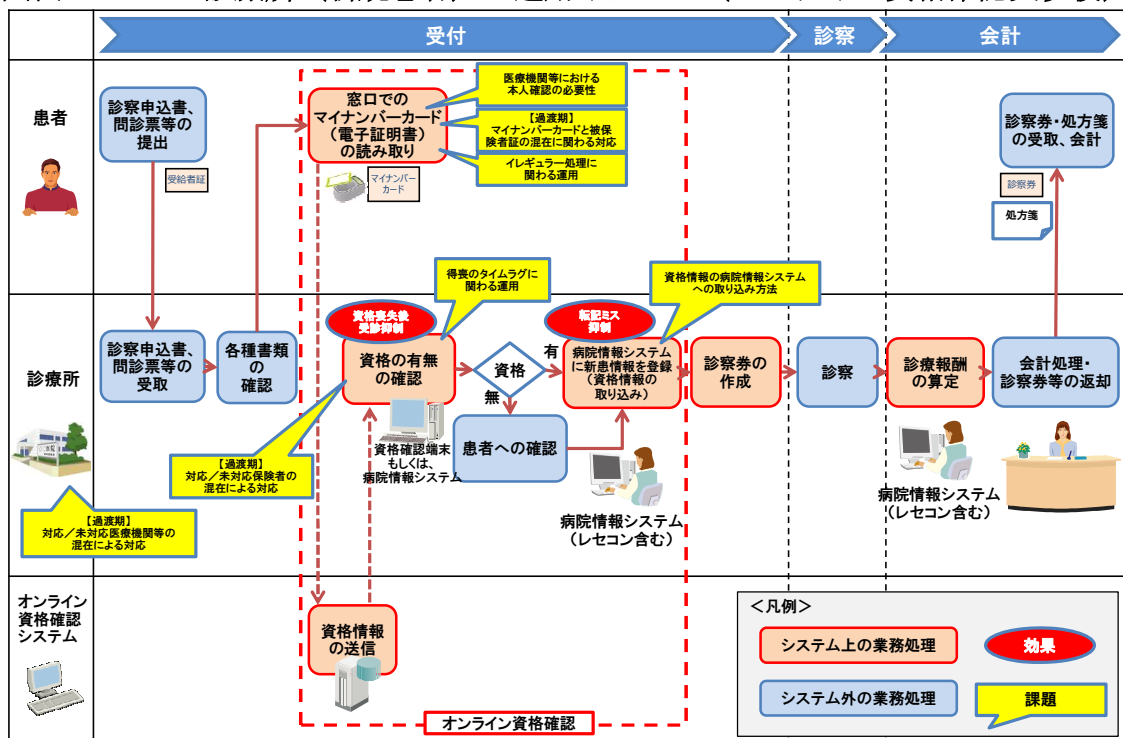 受付
診察
会計
患者
診察申込書、
問診票等の
提出
受給者証
窓口での
マイナンバーカード
（電子証明書）
の読み取り
マイナンバー
カード
医療機関等における
本人確認の必要性
【過渡期】
マイナンバーカードと被保
険者証の混在に関わる対応
イレギュラー処理に
関わる運用
診察券・処方箋
の受取、会計
診察券
処方箋
診療所
診察申込書、
問診票等の
受取
各種書類
の
確認
資格喪失後
受診抑制
得喪のタイムラグに
関わる運用
資格の有無
の確認
資格確認端末
もしくは、
病院情報システム
資格
有
無
患者への確認
転記ミス
抑制
資格情報の病院情報システム
への取り込み方法
病院情報システム
に新患情報を登録
（資格情報の
取り込み）
病院情報システム
（レセコン含む）
診察券の
作成
診察
診療報酬
の算定
病院情報システム
（レセコン含む）
会計処理・
診察券等の返却
【過渡期】
対応／未対応保険者の
混在による対応
【過渡期】
対応／未対応医療機関等の
混在による対応
オンライン
資格確認
システム
資格情報
の送信
オンライン資格確認
＜凡例＞
システム上の業務処理
効果
システム外の業務処理
課題